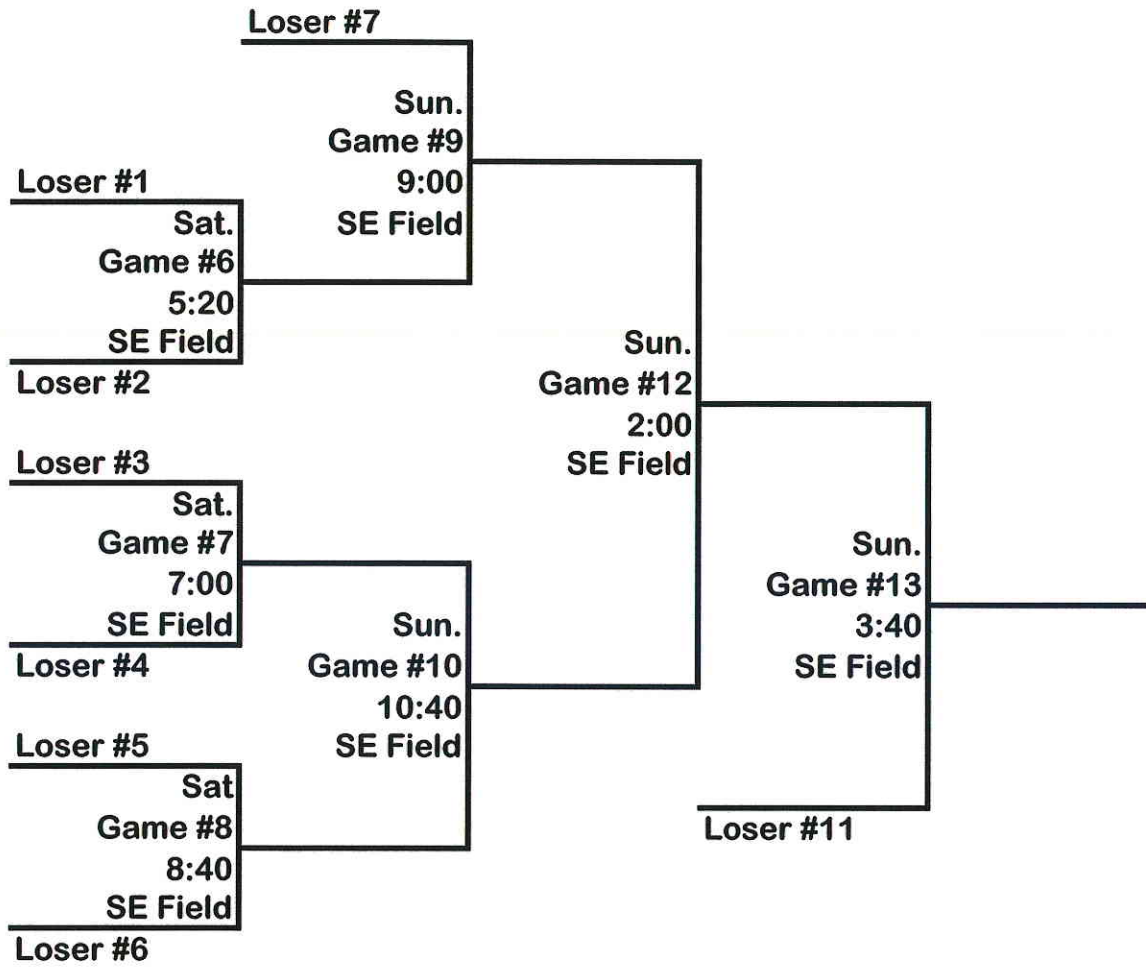 Loser #7
Sun.
Game #9
9:00
SE Field
Loser #1
Sat.
Game #6
5:20
SE Field
Loser #2
Sun.
Game #12
2:00
SE Field
Loser #3
Sat.
Game #7
7:00
SE Field
Loser #4
Sun.
Game #10
10:40
SE Field
Sun.
Game #13
3:40
SE Field
Loser #5
Sat
Game #8
8:40
SE Field
Loser #6
Loser #11